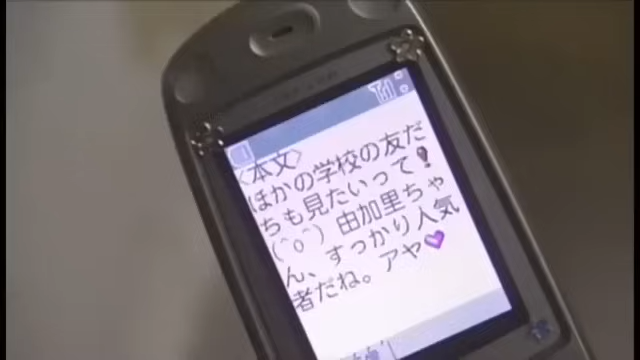 〈本文〉
ほかの学校の友だ
ちも見たいって❢
(^o^) 由加里ちゃ
ん、すっかり人気
者だね。アヤ💜